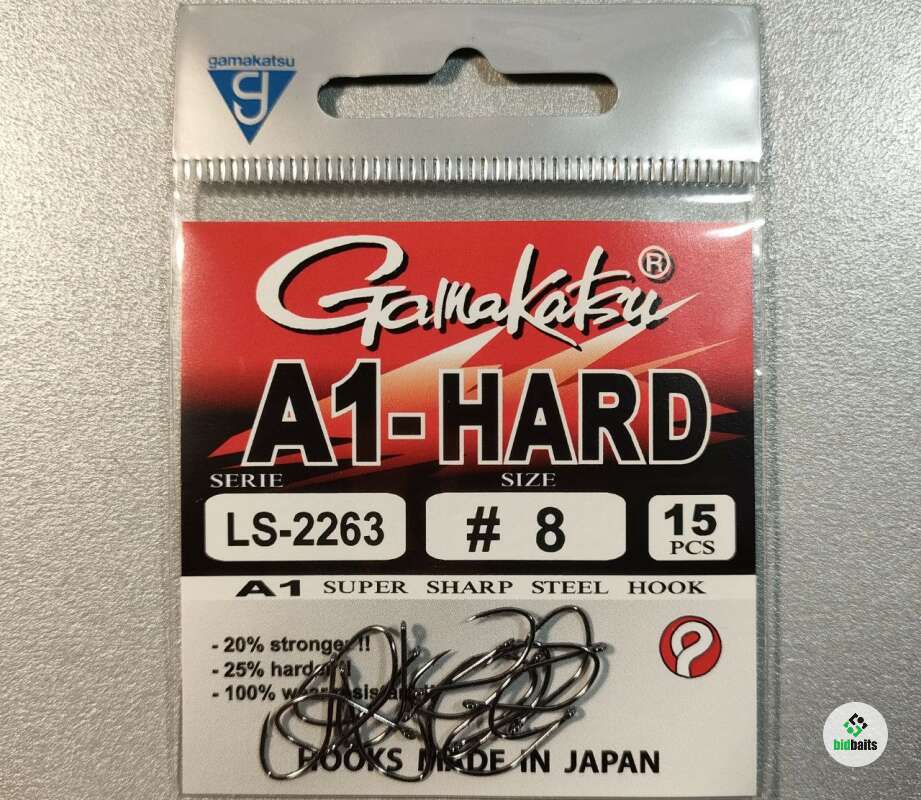 gamakatsu
Gamakatsu®
A1-HARD
SERIE SIZE
LS-2263 # 8 15 PCS
A1 SUPER SHARP STEEL HOOK
- 20% stronger !!
- 25% harder !!
- 100%
HOOKS MADE IN JAPAN
bidbaits